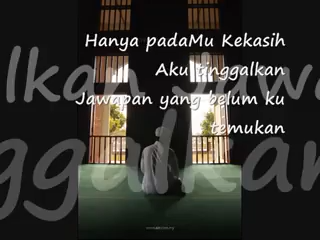 Hanya padaMu Kekasih
Aku tinggalkan
Jawapan yang belum ku
temukan